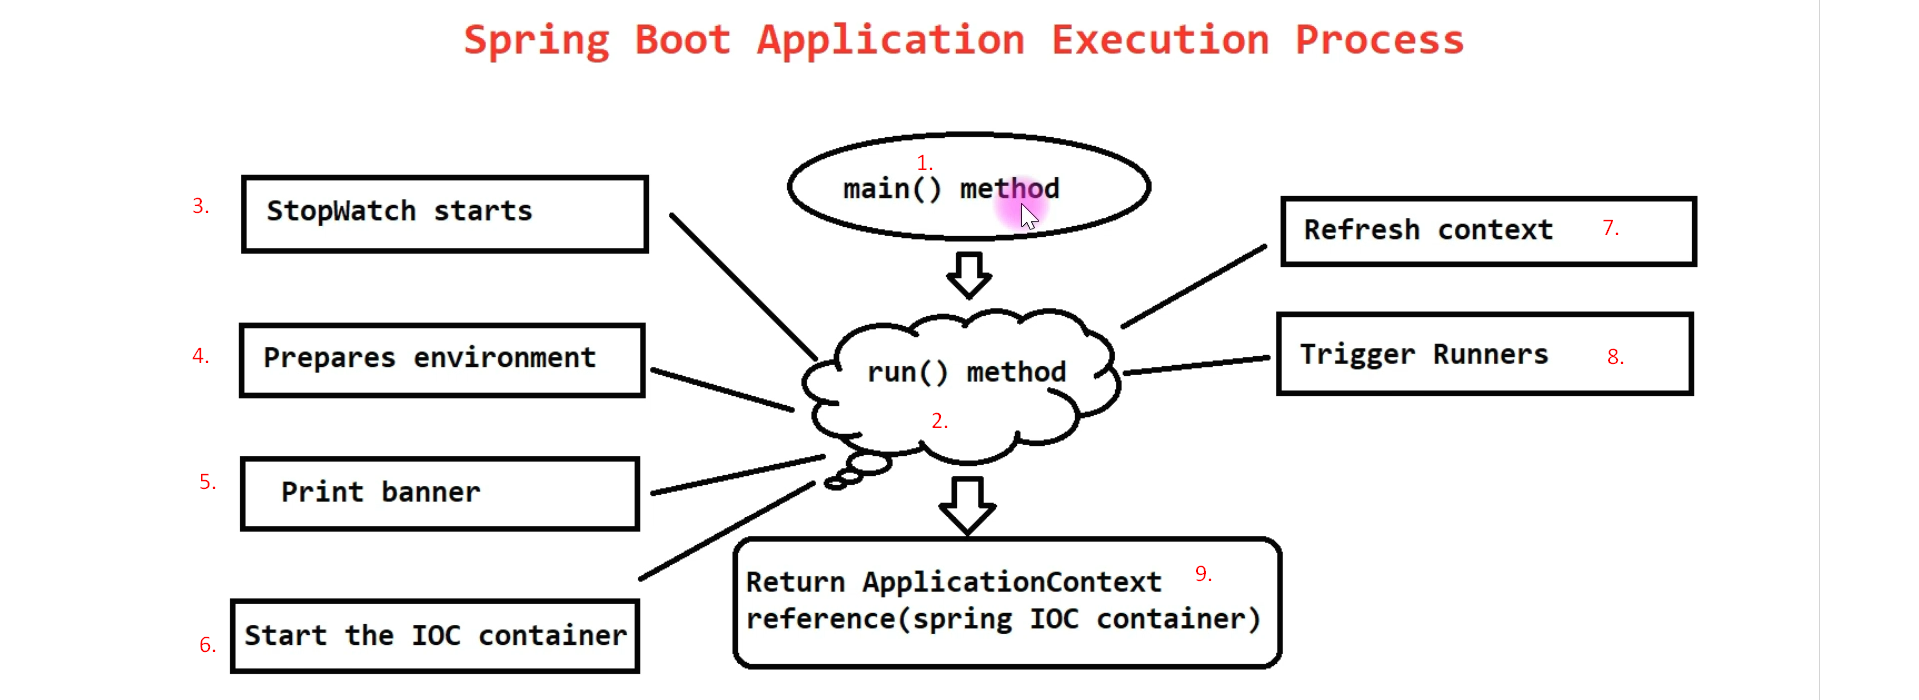 Spring Boot Application Execution Process
1.
main() method
3.
StopWatch starts
Refresh context 7.
4.
Prepares environment
run() method
2.
Trigger Runners 8.
5.
Print banner
6.
Start the IOC container
Return ApplicationContext 9.
reference(spring IOC container)